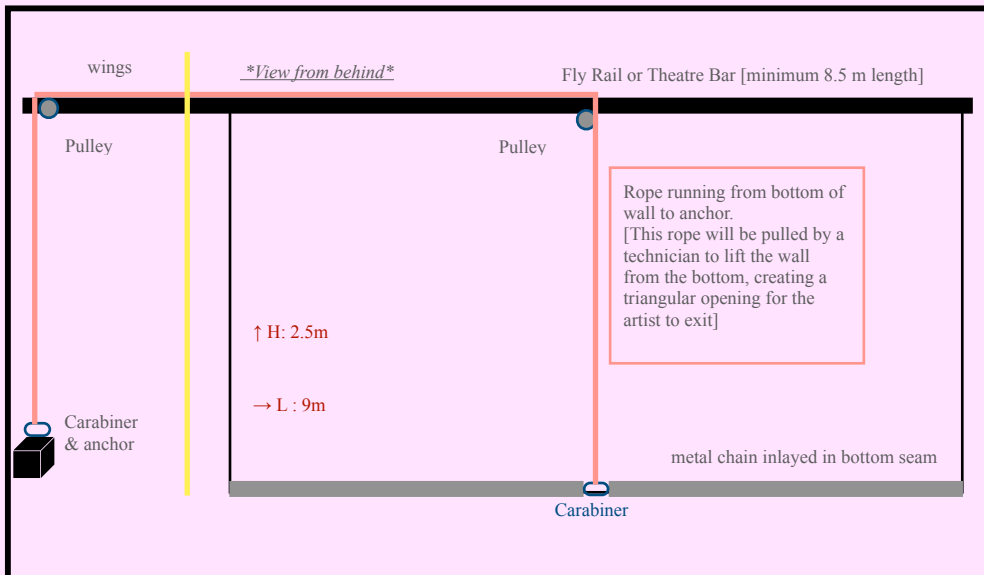 wings
*View from behind*
Fly Rail or Theatre Bar [minimum 8.5 m length]
Pulley
Pulley
Rope running from bottom of
wall to anchor.
[This rope will be pulled by a
technician to lift the wall
from the bottom, creating a
triangular opening for the
artist to exit]
↑ H: 2.5m
→ L : 9m
Carabiner
& anchor
metal chain inlayed in bottom seam
Carabiner